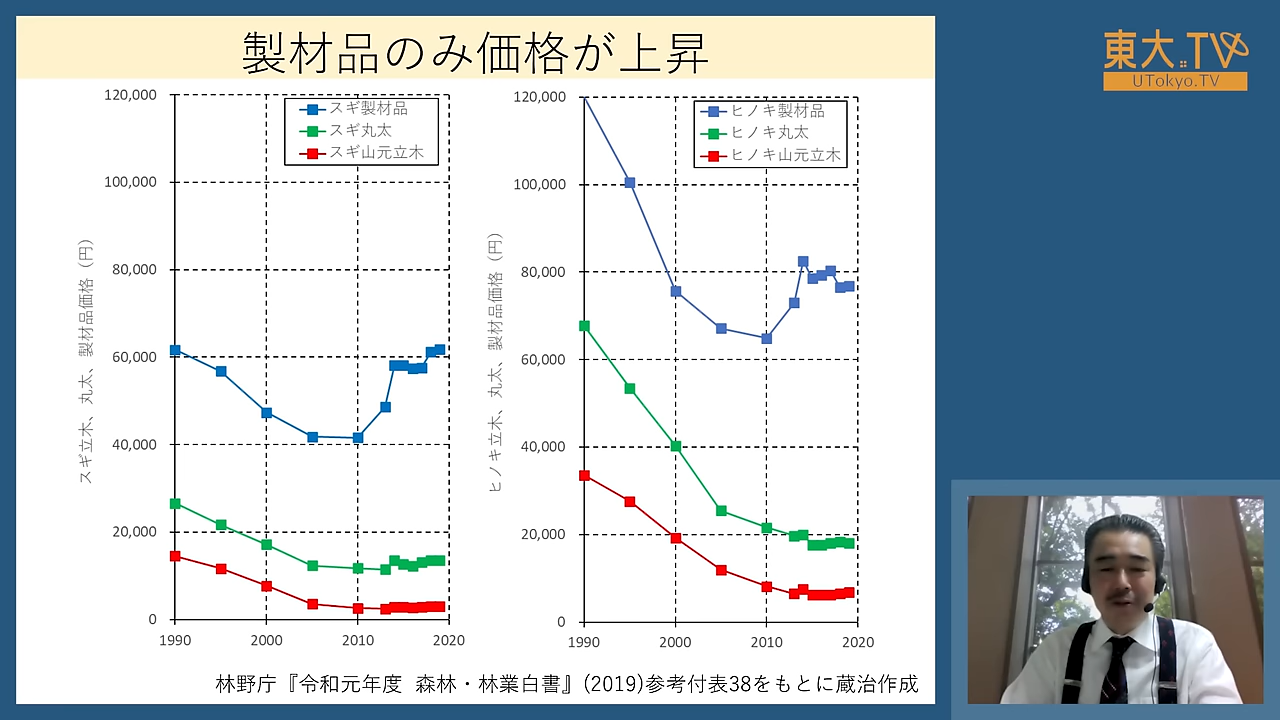 製材品のみ価格が上昇
東大.TV
UTokyo.TV
スギ製材品
スギ丸太
スギ山元立木
120,000
100,000
80,000
60,000
40,000
20,000
0
1990
2000
2010
2020
スギ立木、丸太、製材品価格（円）
ヒノキ製材品
ヒノキ丸太
ヒノキ山元立木
120,000
100,000
80,000
60,000
40,000
20,000
0
1990
2000
2010
2020
ヒノキ立木、丸太、製材品価格（円）
林野庁『令和元年度 森林・林業白書』(2019)参考付表38をもとに蔵治作成